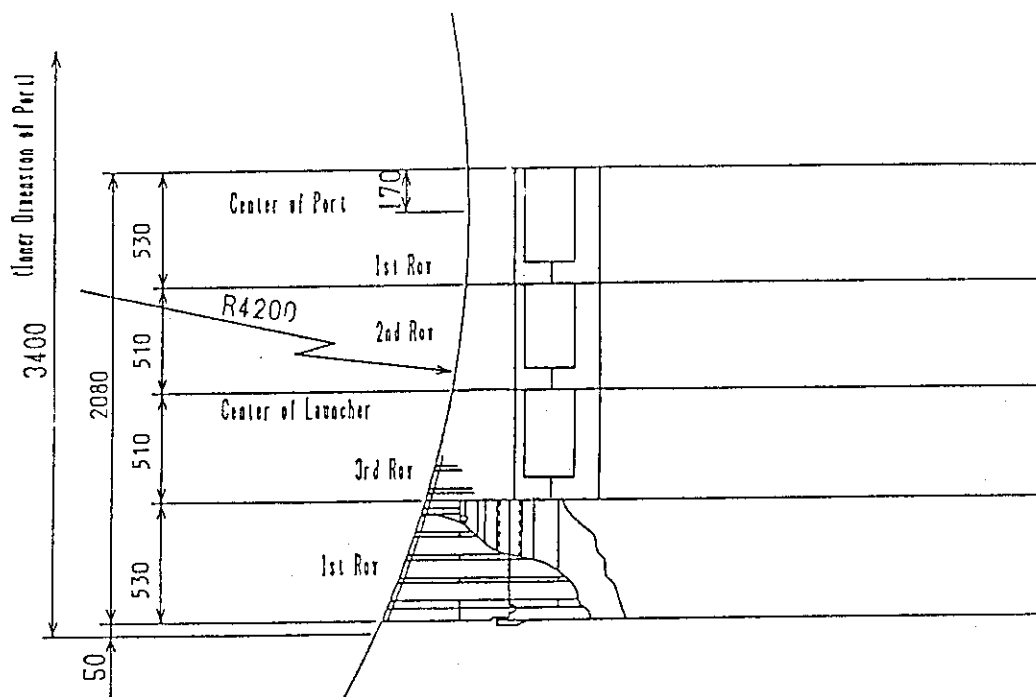 3400
(Inner Dimension of Port)
2080
530
510
510
530
50
170
Center of Port
1st Row
R4200
2nd Row
Center of Launcher
3rd Row
1st Row